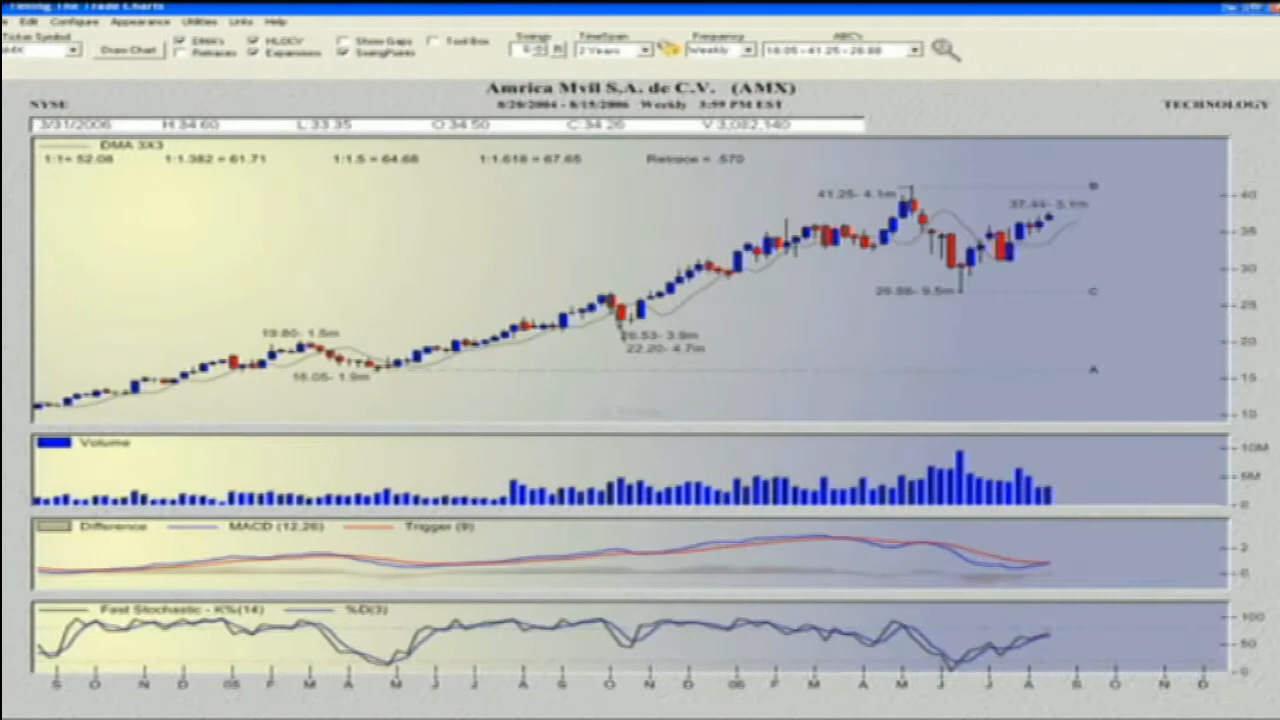 Timing The Trade Charts
Edit Configure Appearance Utilities Links Help
Ticker Symbol
AMX Draw Chart
DMA's HLOCV Show Gaps Tool Box
Retraces Expansions SwingPoints
Swings TimeSpan Frequency ABC's
2 Years Weekly 16.05 - 41.25 - 26.88
Amrica Mvil S.A. de C.V. (AMX)
NYSE 8/20/2004 - 8/15/2006 Weekly 3:59 PM EST TECHNOLOGY
3/31/2006 H 34.60 L 33.35 O 34.50 C 34.26 V 3,082,140
DMA 3X3
1:1= 52.08 1:1.382 = 61.71 1:1.5 = 64.68 1:1.618 = 67.65 Retrace = .570
41.25- 4.1m B
37.44- 3.1m
26.88- 9.5m C
19.80- 1.5m
26.53- 3.9m
22.20- 4.7m
16.05- 1.9m A
40
35
30
25
20
15
10
Volume
10M
5M
0
Difference MACD (12,26) Trigger (9)
2
Fast Stochastic - K%(14) %D(3)
100
50
0
S O N D 05 F M A M J J A S O N D 06 F M A M J J A S O N D